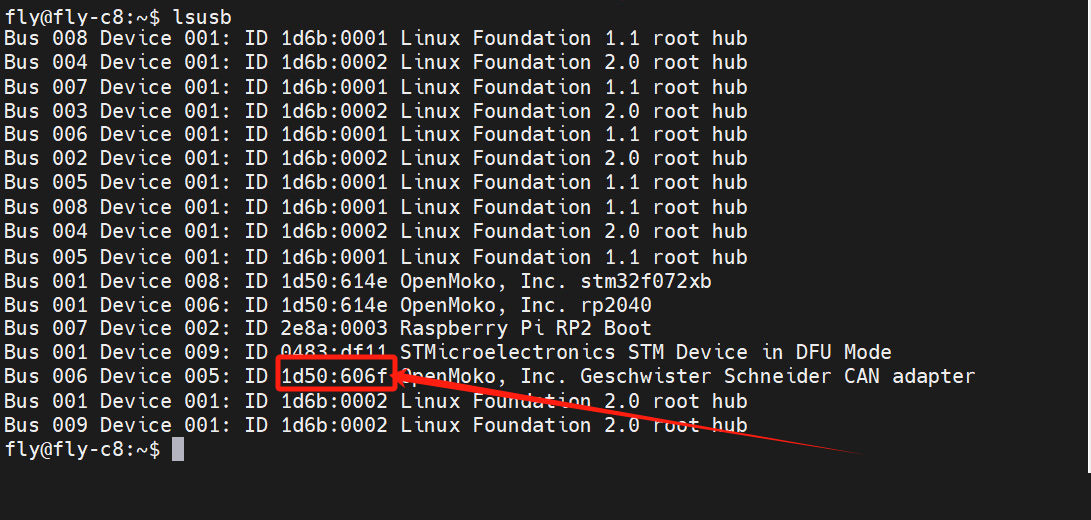 fly@fly-c8:~$ lsusb
Bus 008 Device 001: ID 1d6b:0001 Linux Foundation 1.1 root hub
Bus 004 Device 001: ID 1d6b:0002 Linux Foundation 2.0 root hub
Bus 007 Device 001: ID 1d6b:0001 Linux Foundation 1.1 root hub
Bus 003 Device 001: ID 1d6b:0002 Linux Foundation 2.0 root hub
Bus 006 Device 001: ID 1d6b:0001 Linux Foundation 1.1 root hub
Bus 002 Device 001: ID 1d6b:0002 Linux Foundation 2.0 root hub
Bus 005 Device 001: ID 1d6b:0001 Linux Foundation 1.1 root hub
Bus 008 Device 001: ID 1d6b:0001 Linux Foundation 1.1 root hub
Bus 004 Device 001: ID 1d6b:0002 Linux Foundation 2.0 root hub
Bus 005 Device 001: ID 1d6b:0001 Linux Foundation 1.1 root hub
Bus 001 Device 008: ID 1d50:614e OpenMoko, Inc. stm32f072xb
Bus 001 Device 006: ID 1d50:614e OpenMoko, Inc. rp2040
Bus 007 Device 002: ID 2e8a:0003 Raspberry Pi RP2 Boot
Bus 001 Device 009: ID 0483:df11 STMicroelectronics STM Device in DFU Mode
Bus 006 Device 005: ID 1d50:606f OpenMoko, Inc. Geschwister Schneider CAN adapter
Bus 001 Device 001: ID 1d6b:0002 Linux Foundation 2.0 root hub
Bus 009 Device 001: ID 1d6b:0002 Linux Foundation 2.0 root hub
fly@fly-c8:~$